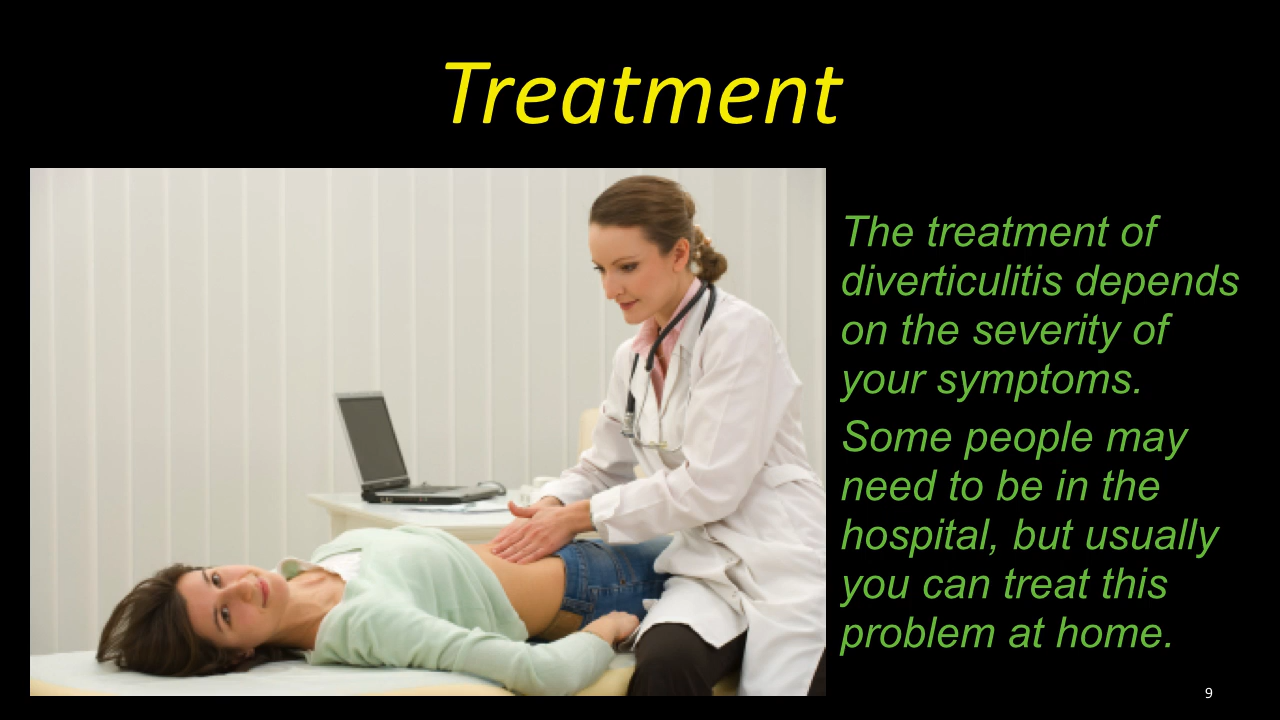 Treatment
The treatment of
diverticulitis depends
on the severity of
your symptoms.
Some people may
need to be in the
hospital, but usually
you can treat this
problem at home.
9